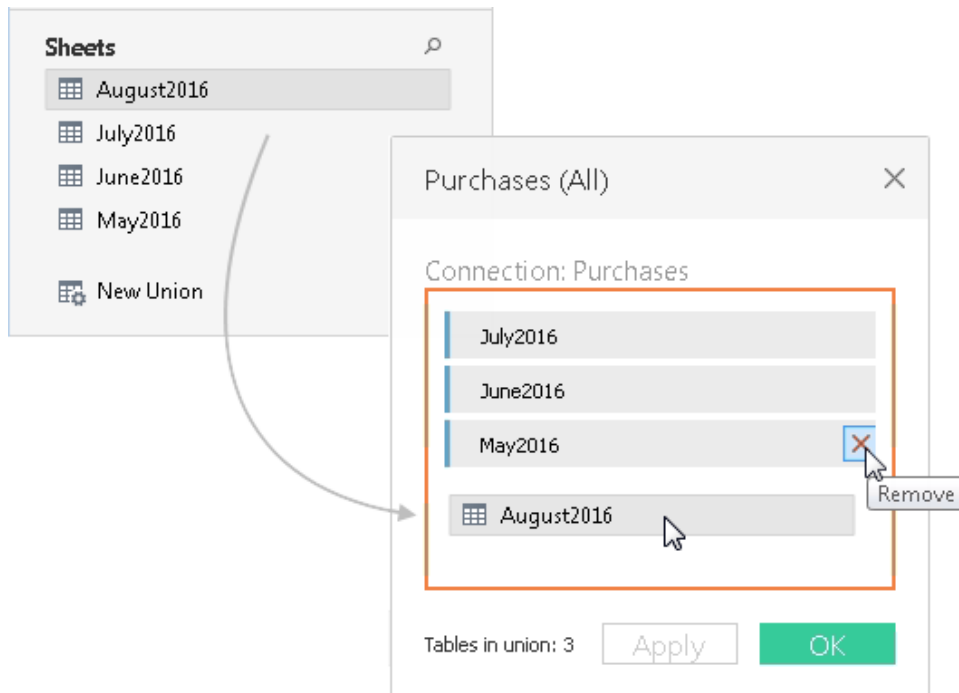 Sheets
August2016
July2016
June2016
May2016
New Union
Purchases (All)
Connection: Purchases
July2016
June2016
May2016
Remove
August2016
Tables in union: 3
Apply
OK